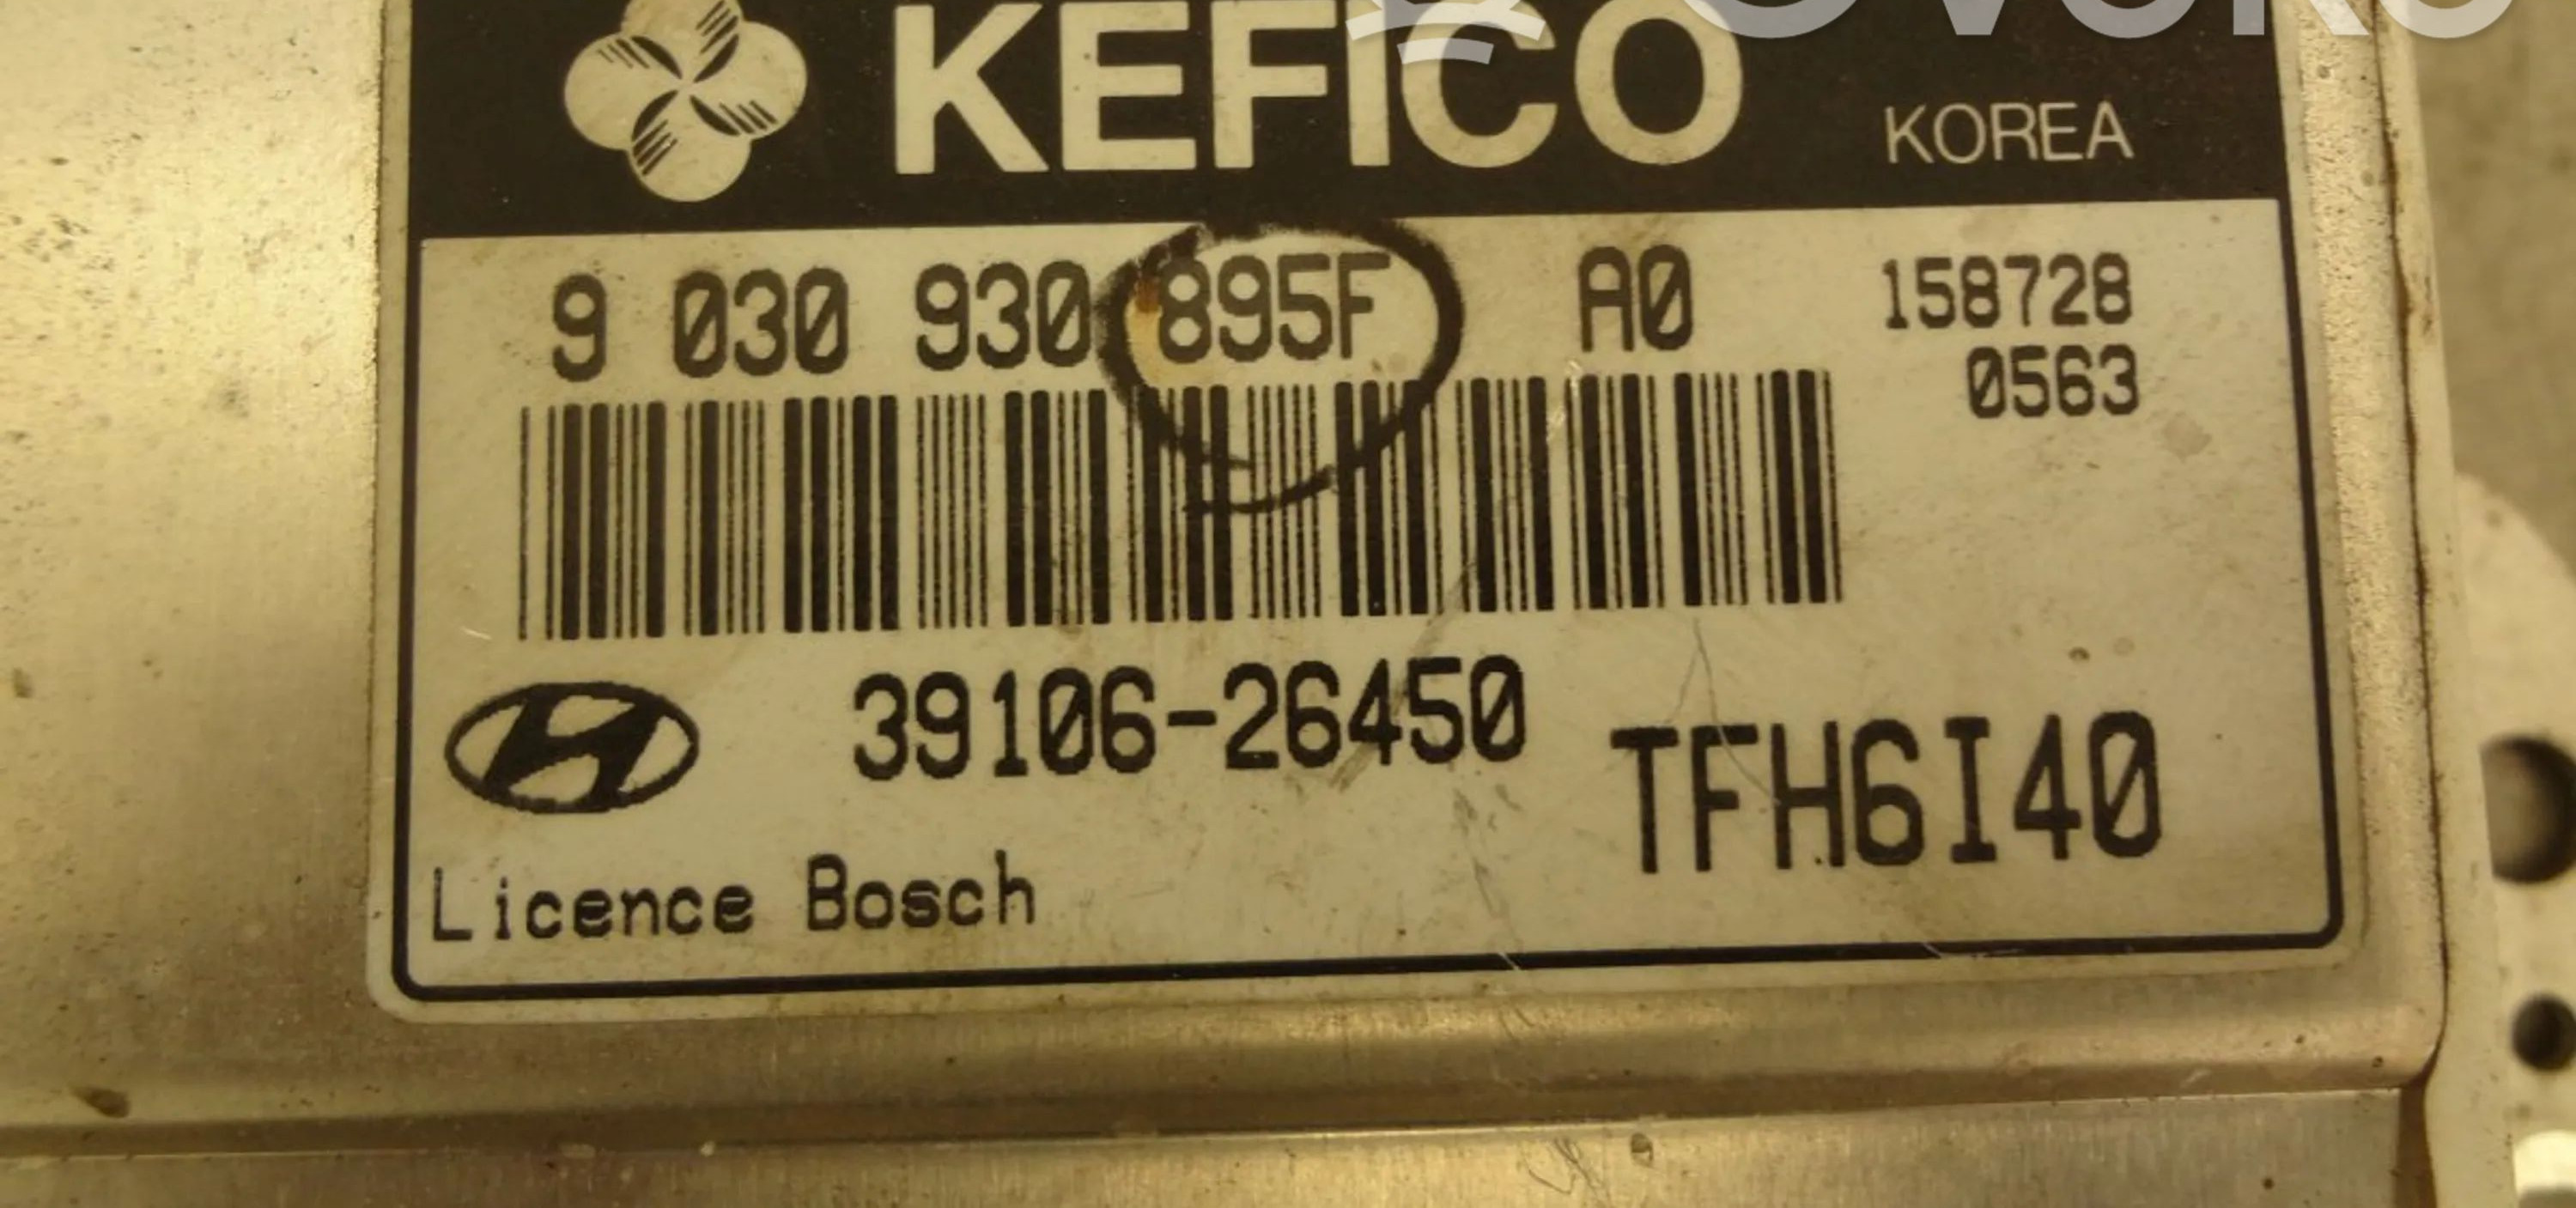 KEFICO
KOREA
9 030 930 895F A0 158728
0563
39106-26450
TFH6I40
Licence Bosch